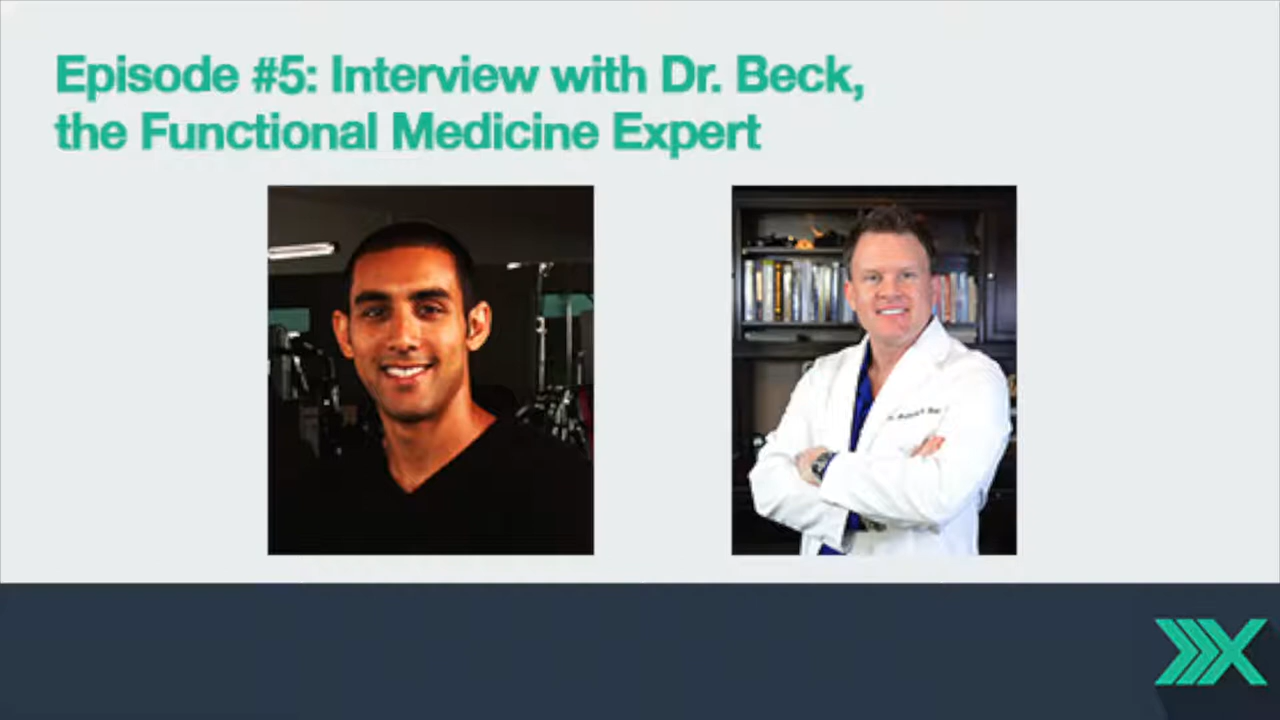 Episode #5: Interview with Dr. Beck,
the Functional Medicine Expert